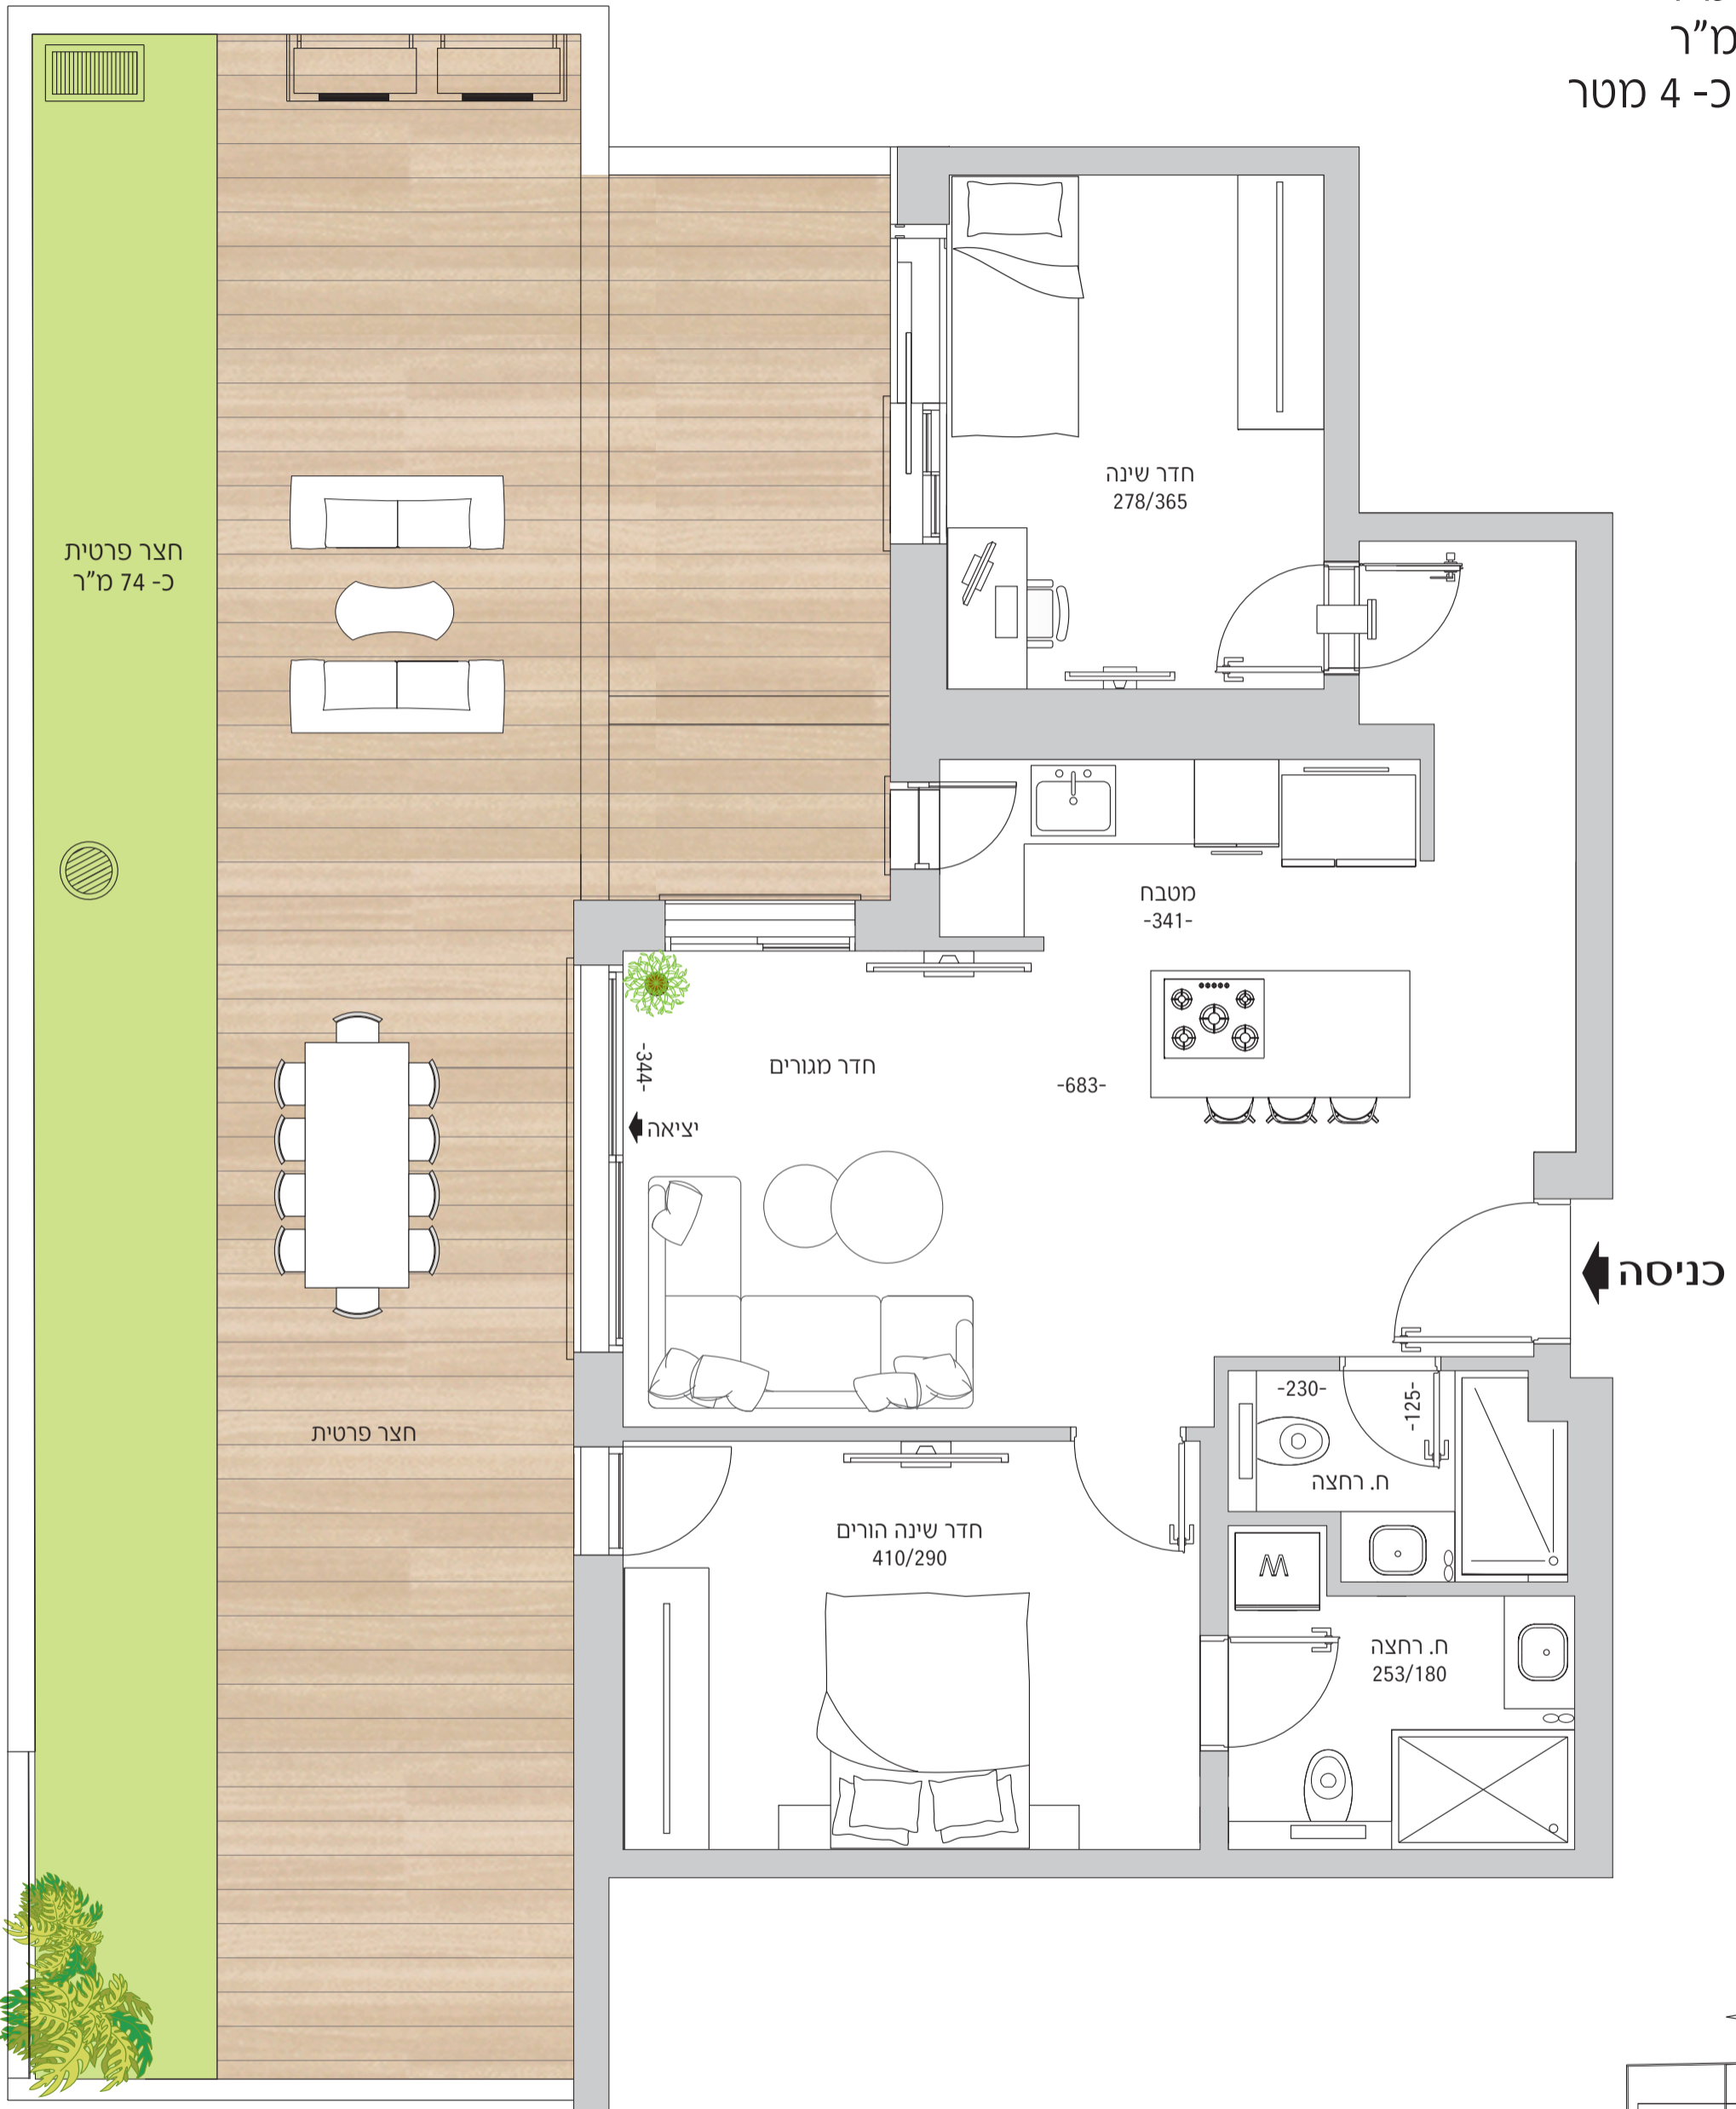 מ"ר
כ- 4 מטר
חדר שינה
278/365
חצר פרטית
כ- 74 מ"ר
מטבח
-341-
חדר מגורים
-344-
-683-
יציאה
כניסה
-230-
-125-
ח. רחצה
חצר פרטית
חדר שינה הורים
410/290
W
ח. רחצה
253/180